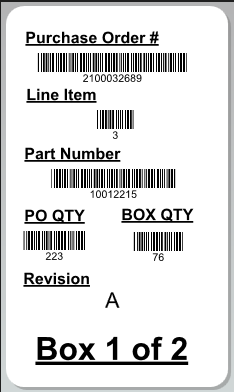 Purchase Order #
2100032689
Line Item
3
Part Number
10012215
PO QTY BOX QTY
223 76
Revision
A
Box 1 of 2